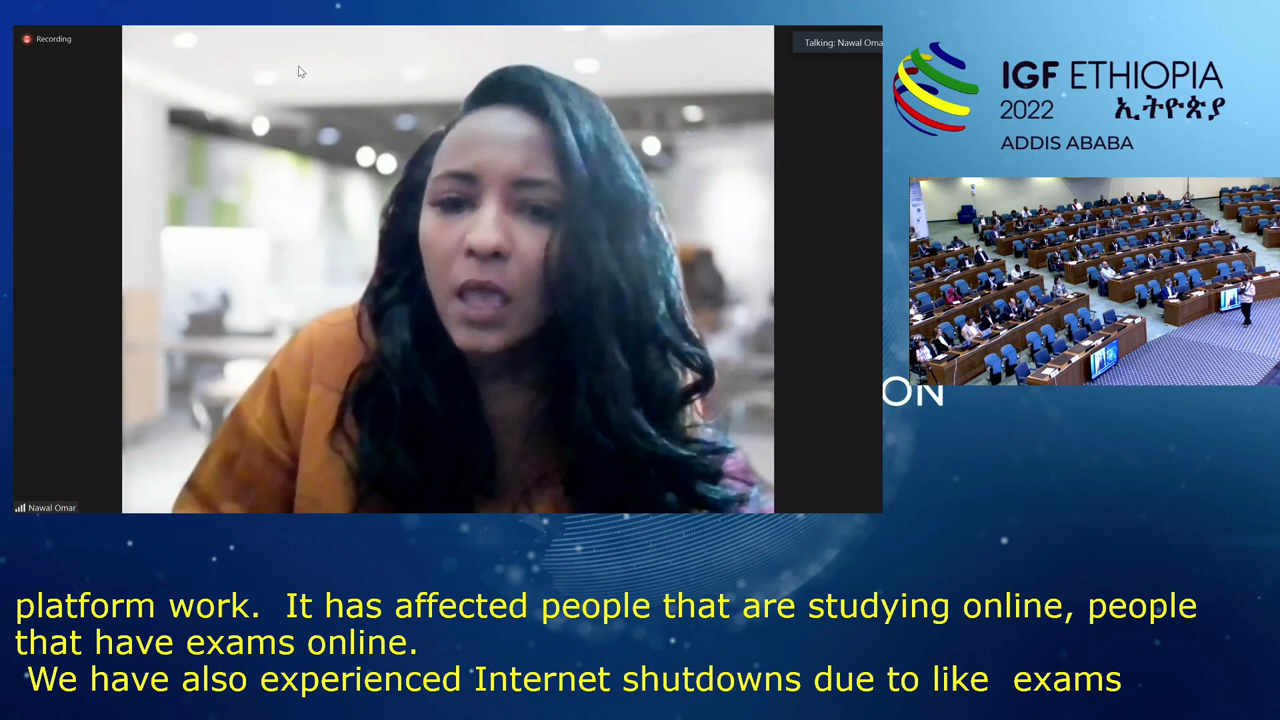 Recording
Talking: Nawal Oma
IGF ETHIOPIA
2022 ኢትዮጵያ
ADDIS ABABA
ON
Nawal Omar
platform work.  It has affected people that are studying online, people
that have exams online.
We have also experienced Internet shutdowns due to like  exams